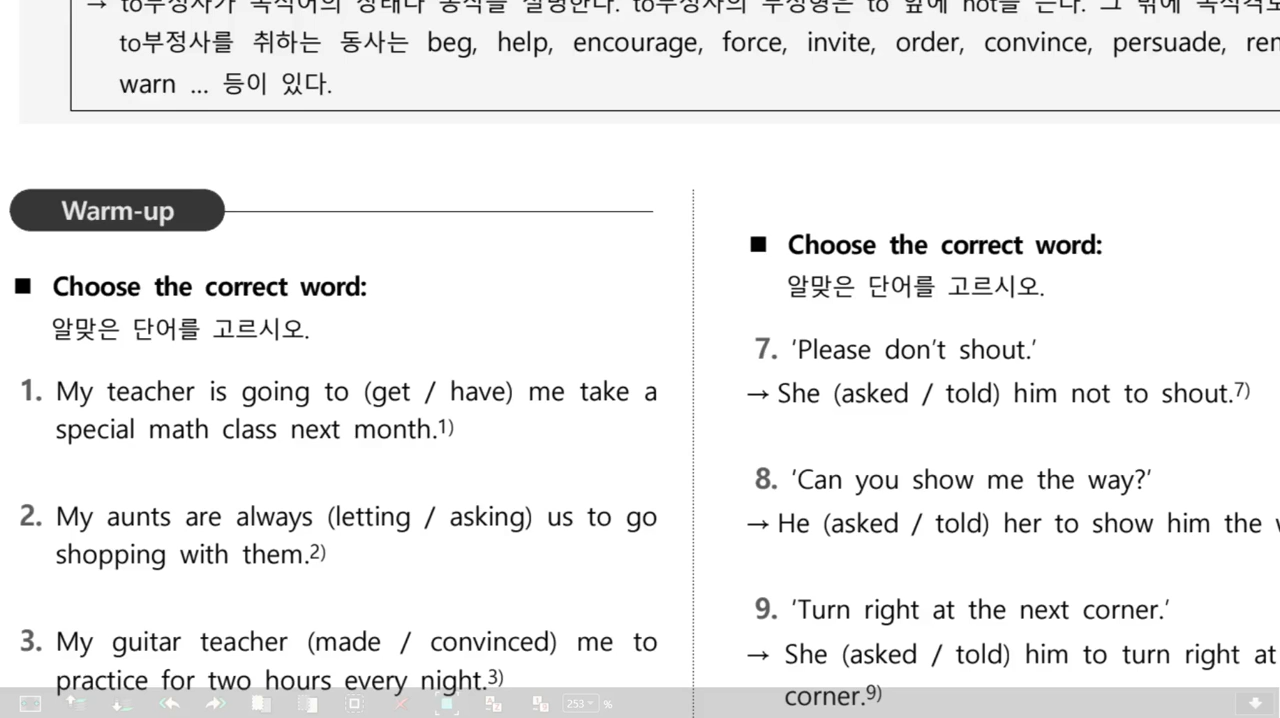 → to부정사가 목적어의 상태나 동작을 설명한다. to부정사의 부정형은 to 앞에 not을 쓴다. 그 밖에
to부정사를 취하는 동사는 beg, help, encourage, force, invite, order, convince, persuade,
warn ... 등이 있다.
Warm-up
■ Choose the correct word:
알맞은 단어를 고르시오.
1. My teacher is going to (get / have) me take a
special math class next month.1)
2. My aunts are always (letting / asking) us to go
shopping with them.2)
3. My guitar teacher (made / convinced) me to
practice for two hours every night.3)
■ Choose the correct word:
알맞은 단어를 고르시오.
7. ‘Please don’t shout.’
→ She (asked / told) him not to shout.7)
8. ‘Can you show me the way?’
→ He (asked / told) her to show him the
9. ‘Turn right at the next corner.’
→ She (asked / told) him to turn right at
corner.9)
253 %